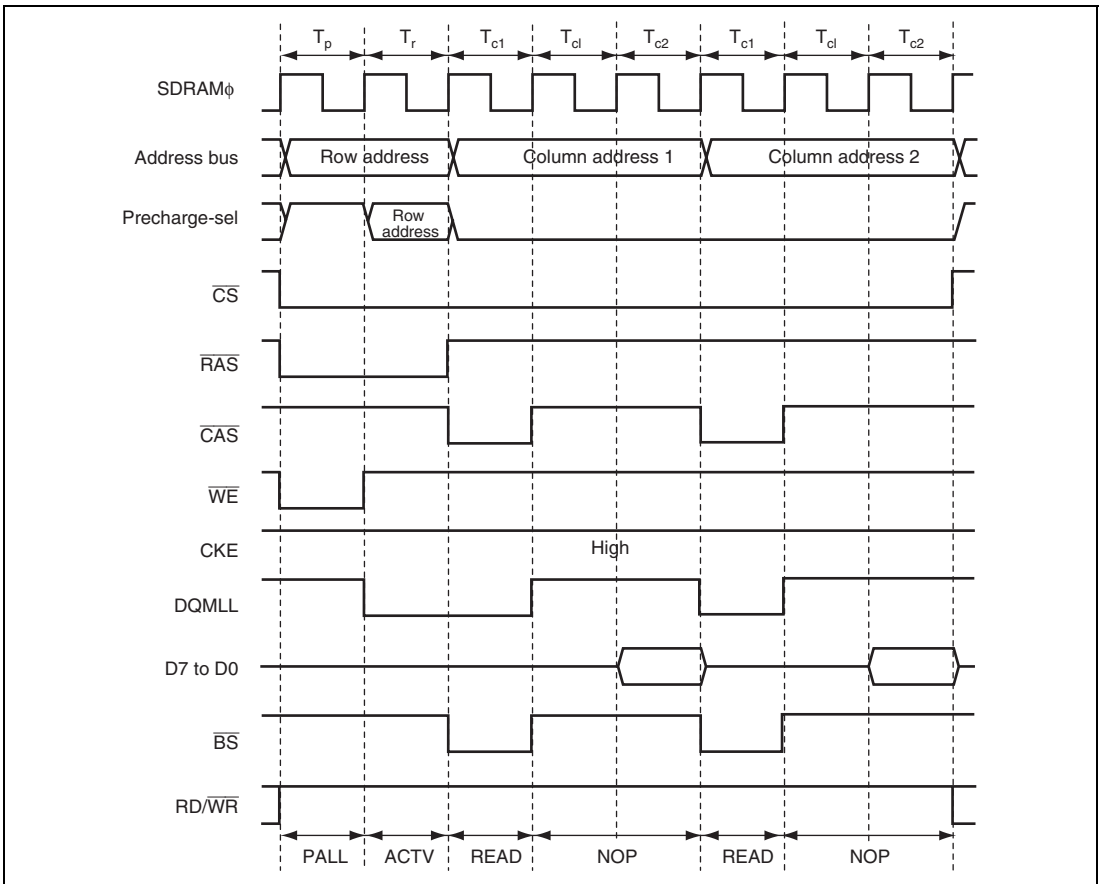 Tp Tr Tc1 Tcl Tc2 Tc1 Tcl Tc2
SDRAMφ
Address bus Row address Column address 1 Column address 2
Precharge-sel Row address
CS
RAS
CAS
WE
CKE High
DQMLL
D7 to D0
BS
RD/WR
PALL ACTV READ NOP READ NOP